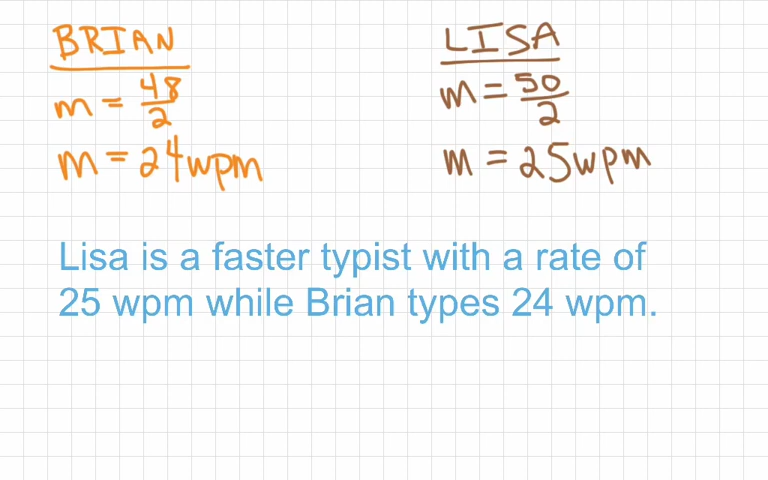 BRIAN
m = 48/2
m = 24wpm
LISA
m = 50/2
m = 25wpm
Lisa is a faster typist with a rate of
25 wpm while Brian types 24 wpm.